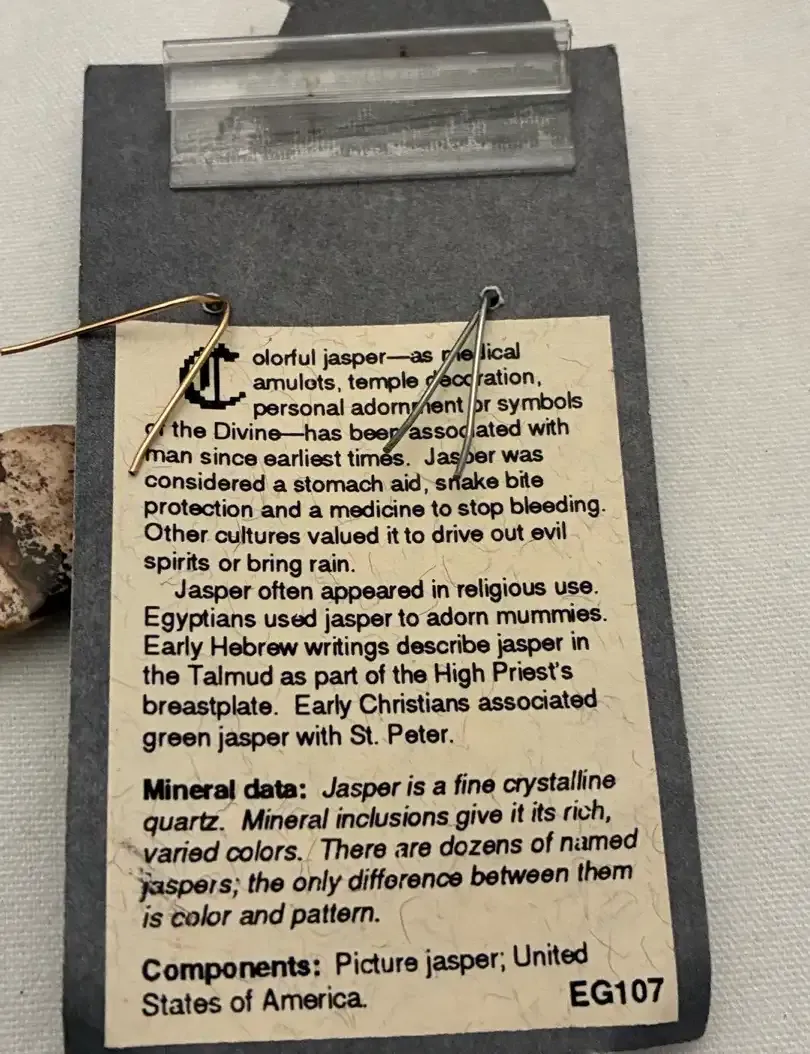 Colorful jasper—as medical
amulots, temple decoration,
personal adornment or symbols
of the Divine—has been associated with
man since earliest times. Jasper was
considered a stomach aid, snake bite
protection and a medicine to stop bleeding.
Other cultures valued it to drive out evil
spirits or bring rain.
Jasper often appeared in religious use.
Egyptians used jasper to adorn mummies.
Early Hebrew writings describe jasper in
the Talmud as part of the High Priest's
breastplate. Early Christians associated
green jasper with St. Peter.
Mineral data: Jasper is a fine crystalline
quartz. Mineral inclusions give it its rich,
varied colors. There are dozens of named
jaspers; the only difference between them
is color and pattern.
Components: Picture jasper; United
States of America.
EG107